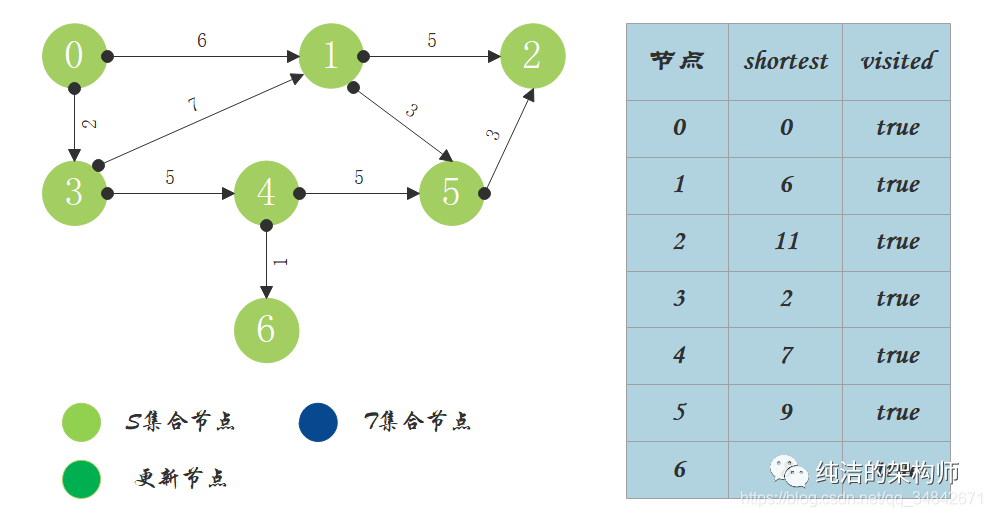 0 6 1 5 2
2 7 3 3
3 5 4 5 5
1
6
S集合节点 T集合节点
更新节点
节点 shortest visited
0 0 true
1 6 true
2 11 true
3 2 true
4 7 true
5 9 true
6
纯洁的架构师
https://blog.csdn.net/qq_34842671